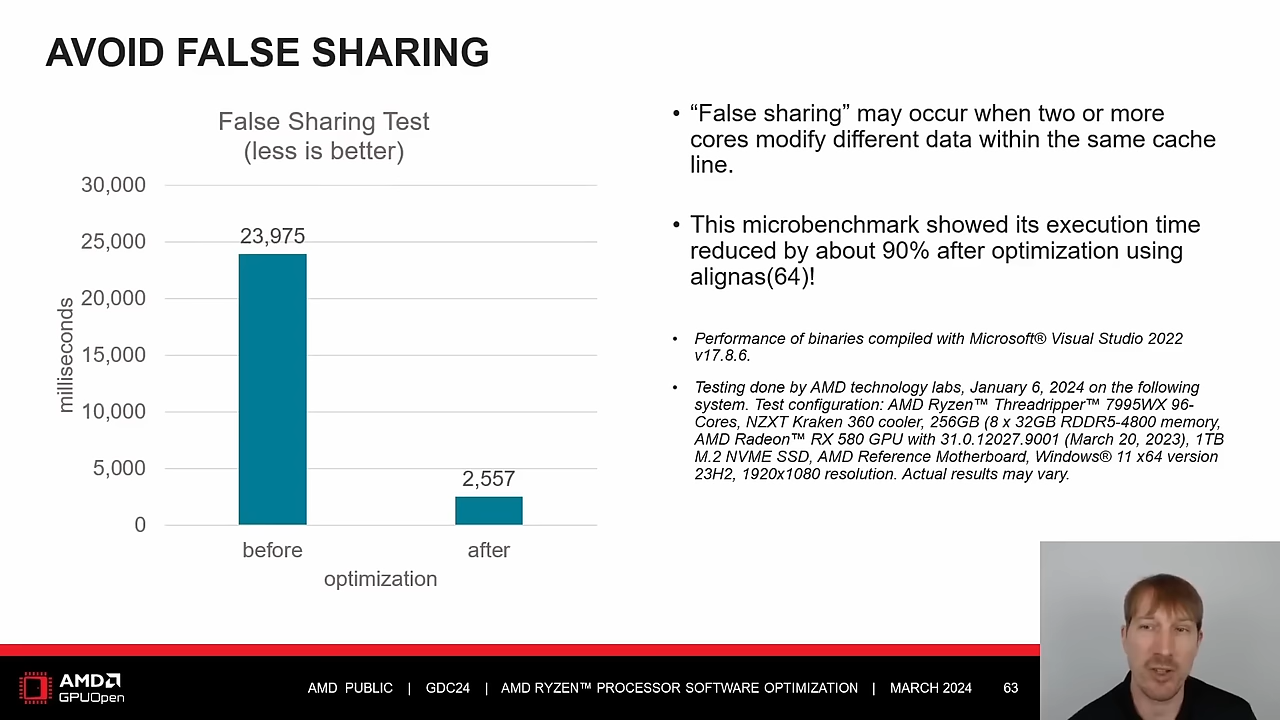 AVOID FALSE SHARING
False Sharing Test
(less is better)
30,000
25,000
20,000
15,000
10,000
5,000
0
milliseconds
23,975
2,557
before
after
optimization
• “False sharing” may occur when two or more
cores modify different data within the same cache
line.
• This microbenchmark showed its execution time
reduced by about 90% after optimization using
alignas(64)!
• Performance of binaries compiled with Microsoft® Visual Studio 2022
v17.8.6.
• Testing done by AMD technology labs, January 6, 2024 on the following
system. Test configuration: AMD Ryzen™ Threadripper™ 7995WX 96-
Cores, NZXT Kraken 360 cooler, 256GB (8 x 32GB RDDR5-4800 memory,
AMD Radeon™ RX 580 GPU with 31.0.12027.9001 (March 20, 2023), 1TB
M.2 NVME SSD, AMD Reference Motherboard, Windows® 11 x64 version
23H2, 1920x1080 resolution. Actual results may vary.
AMD
GPUOpen
AMD PUBLIC | GDC24 | AMD RYZEN™ PROCESSOR SOFTWARE OPTIMIZATION | MARCH 2024 63